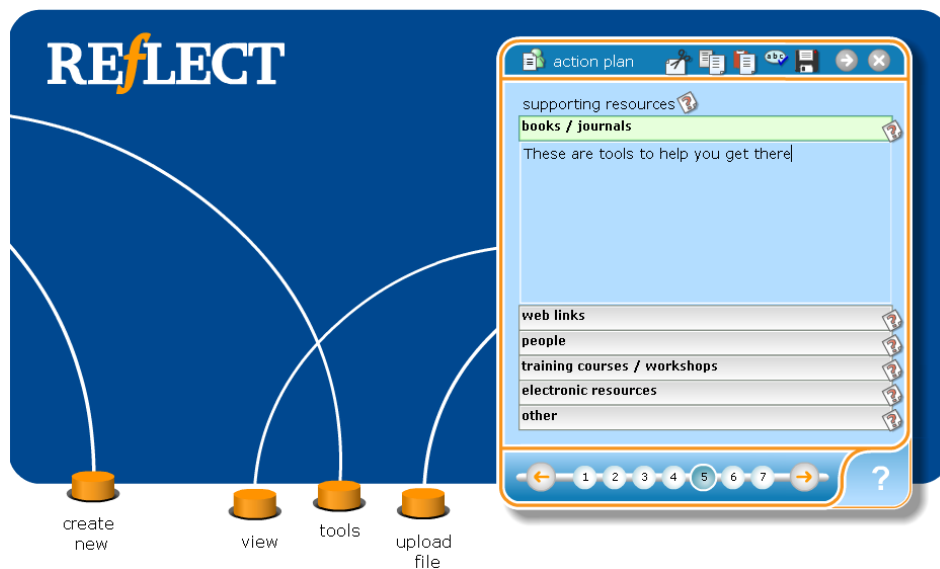 REfLECT
action plan
abc
supporting resources ?
books / journals ?
These are tools to help you get there
web links ?
people ?
training courses / workshops ?
electronic resources ?
other ?
1 2 3 4 5 6 7
?
create
new
view
tools
upload
file